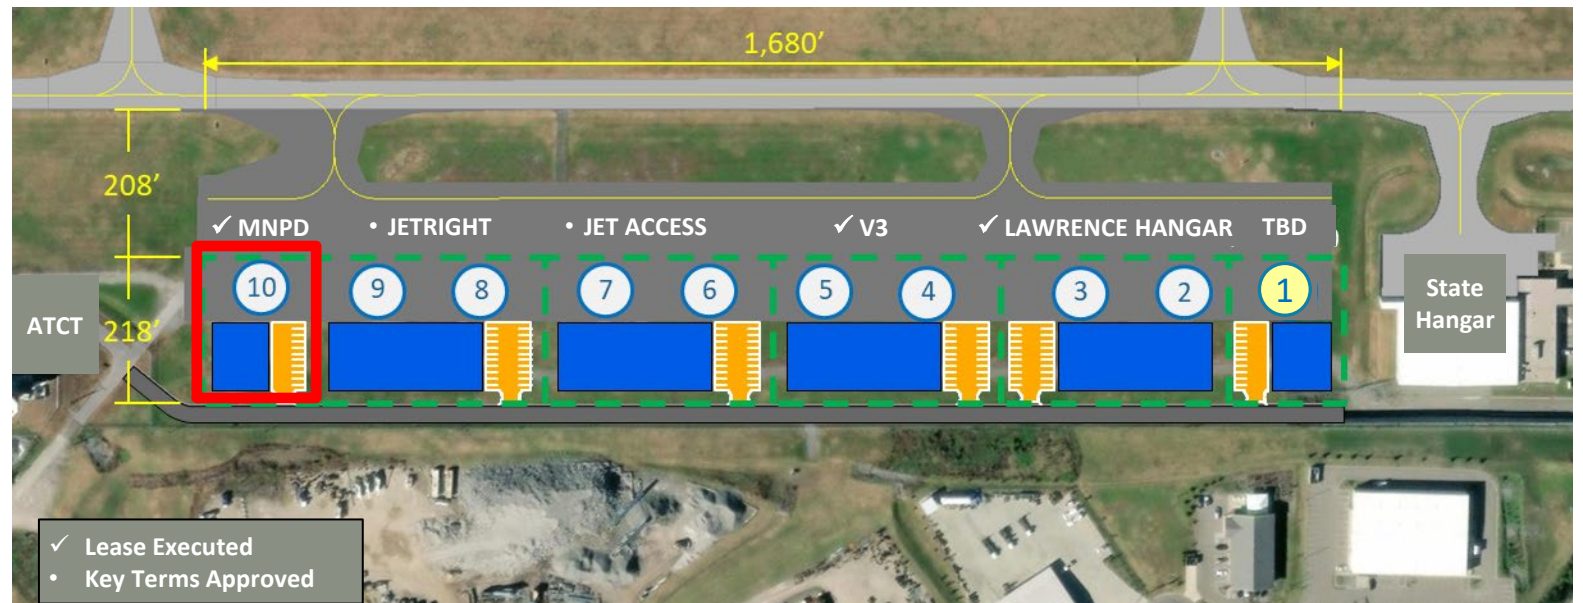 1,680’
208’
✓ MNPD
• JETRIGHT
• JET ACCESS
✓ V3
✓ LAWRENCE HANGAR
TBD
10
9
8
7
6
5
4
3
2
1
ATCT
218’
State
Hangar
✓ Lease Executed
• Key Terms Approved